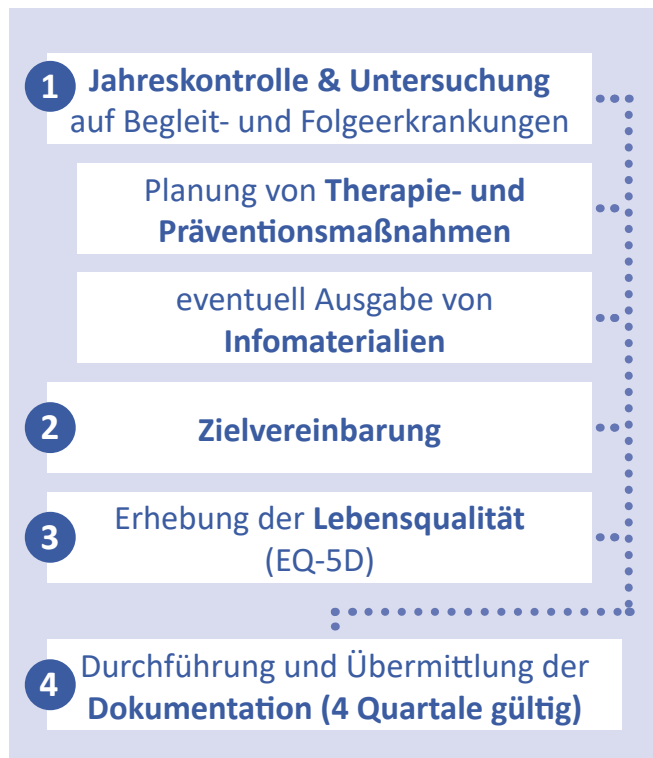 1
Jahreskontrolle & Untersuchung
auf Begleit- und Folgeerkrankungen
Planung von Therapie- und
Präventionsmaßnahmen
eventuell Ausgabe von
Infomaterialien
2
Zielvereinbarung
3
Erhebung der Lebensqualität
(EQ-5D)
4
Durchführung und Übermittlung der
Dokumentation (4 Quartale gültig)